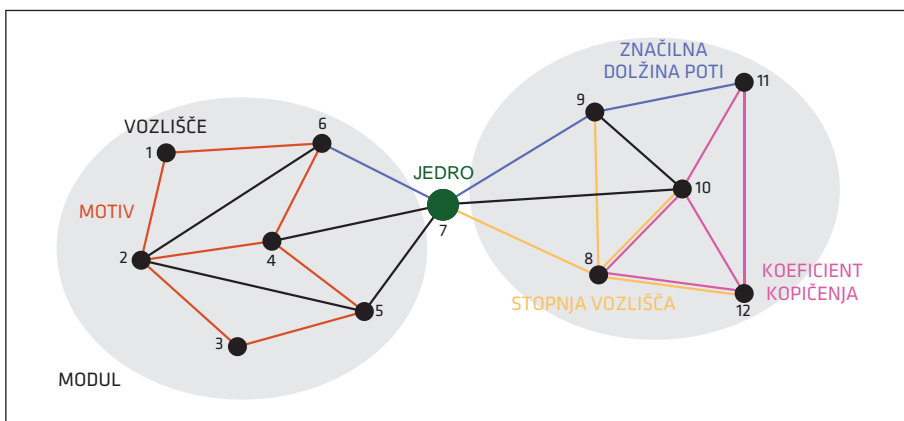 ZNAČILNA
DOLŽINA POTI
11
9
6
VOZLIŠČE
1
JEDRO
10
MOTIV
7
2
4
8
KOEFICIENT
KOPIČENJA
STOPNJA VOZLIŠČA
5
12
3
MODUL